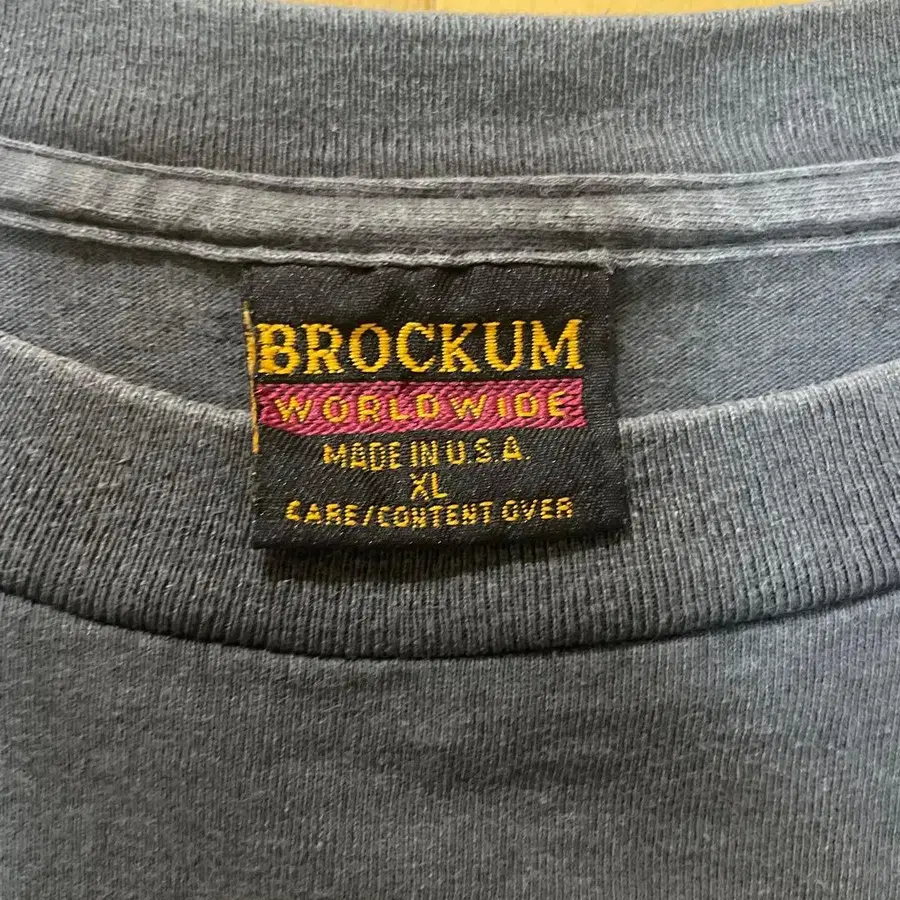 BROCKUM
WORLDWIDE
MADE IN U.S.A.
XL
CARE/CONTENT OVER